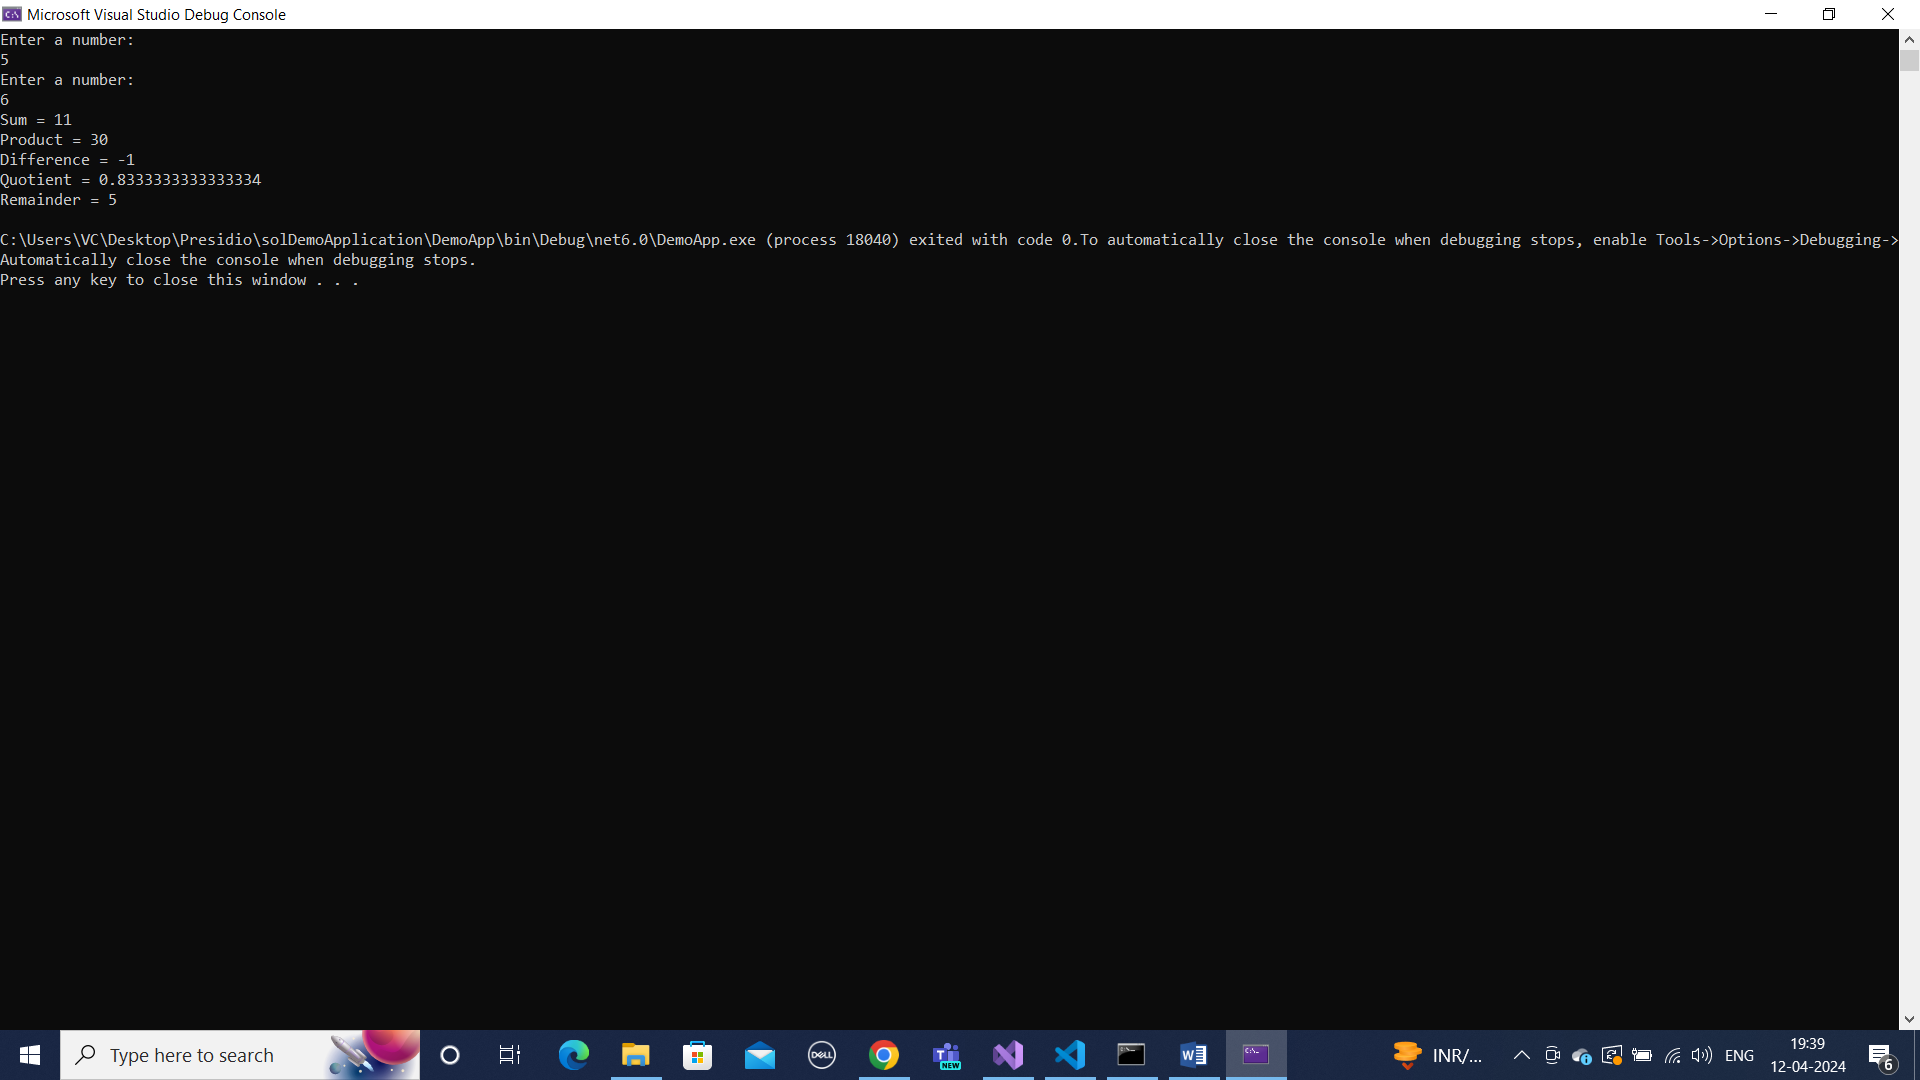 Microsoft Visual Studio Debug Console
Enter a number:
5
Enter a number:
6
Sum = 11
Product = 30
Difference = -1
Quotient = 0.8333333333333334
Remainder = 5
C:\Users\VC\Desktop\Presidio\solDemoApplication\DemoApp\bin\Debug\net6.0\DemoApp.exe (process 18040) exited with code 0.To automatically close the console when debugging stops, enable Tools->Options->Debugging->
Automatically close the console when debugging stops.
Press any key to close this window . . .
Type here to search
DELL
NEW
INR/...
ENG
19:39
12-04-2024
6